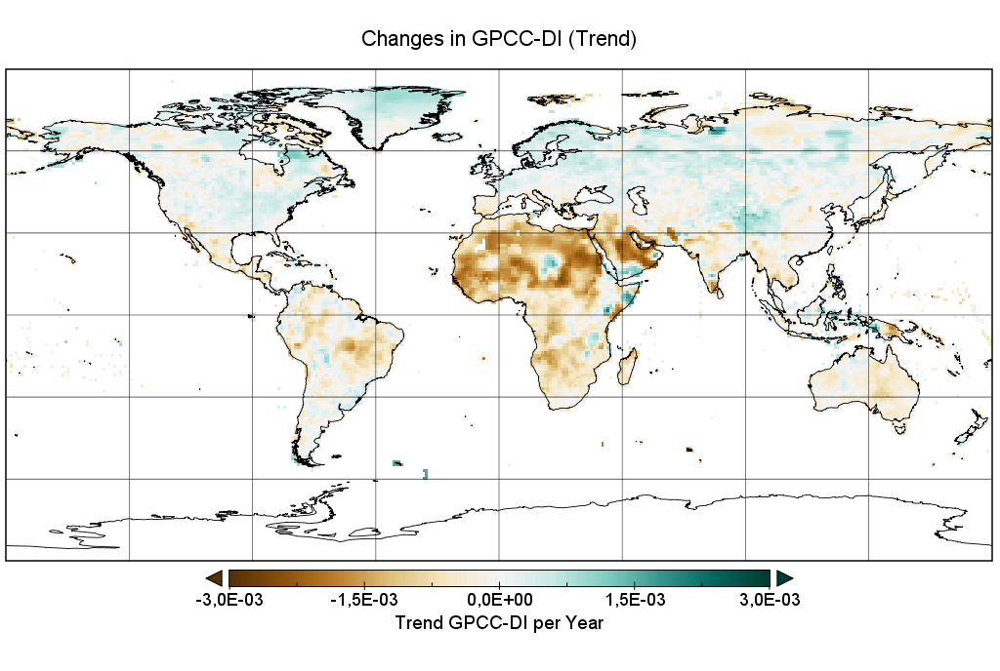 Changes in GPCC-DI (Trend)
-3,0E-03 -1,5E-03 0,0E+00 1,5E-03 3,0E-03
Trend GPCC-DI per Year